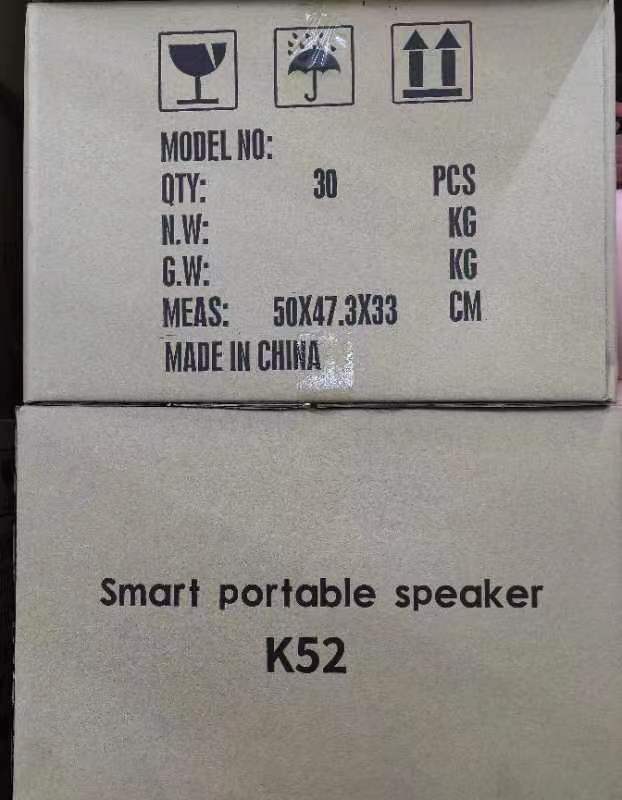 MODEL NO:
QTY: 30 PCS
N.W: KG
G.W: KG
MEAS: 50X47.3X33 CM
MADE IN CHINA
Smart portable speaker
K52